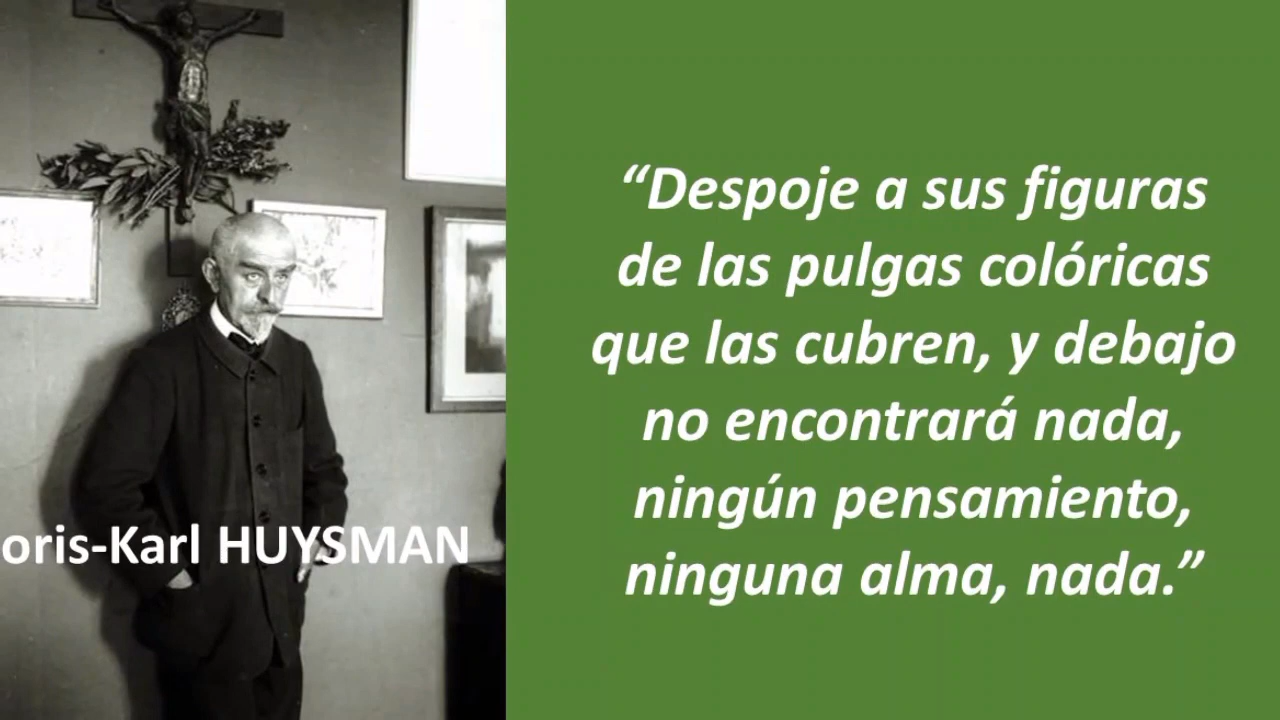 oris-Karl HUYSMAN
“Despoje a sus figuras
de las pulgas colóricas
que las cubren, y debajo
no encontrará nada,
ningún pensamiento,
ninguna alma, nada.”